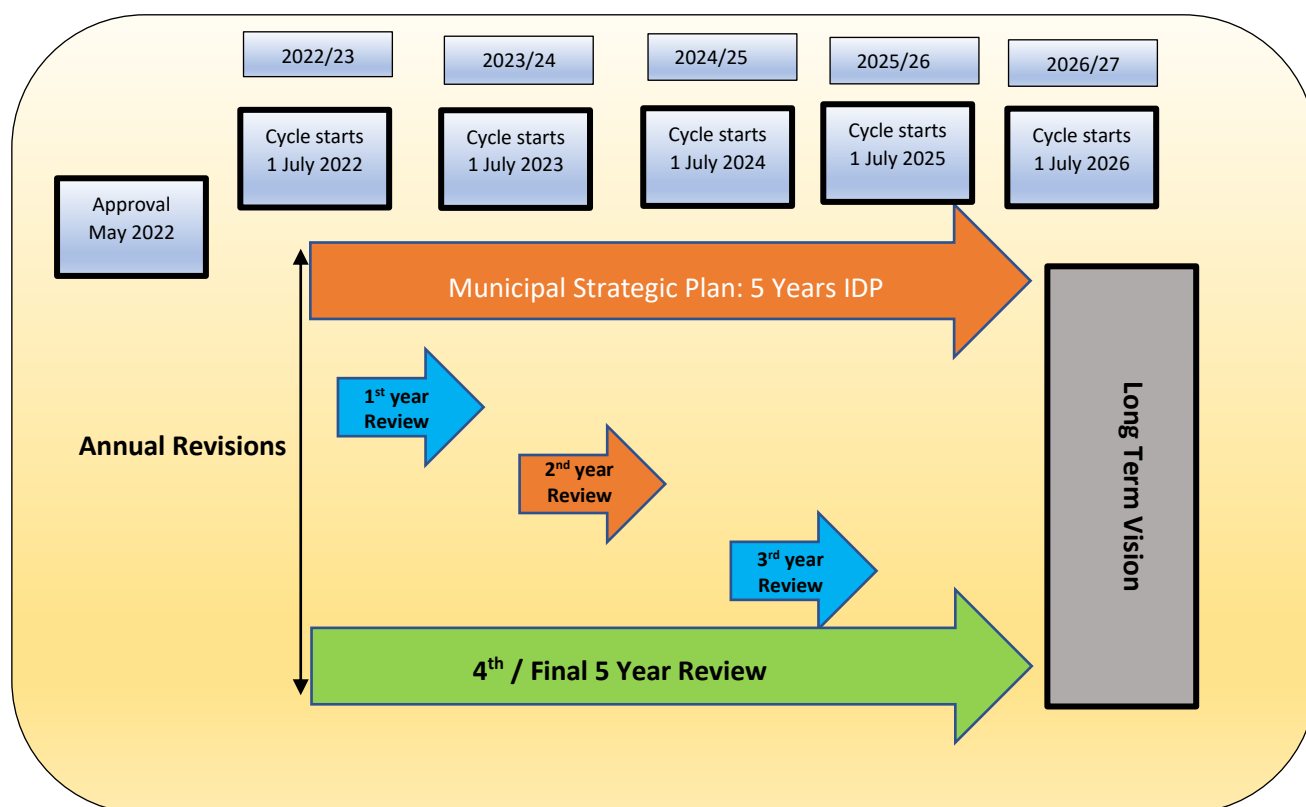 2022/23
2023/24
2024/25
2025/26
2026/27
Cycle starts
1 July 2022
Cycle starts
1 July 2023
Cycle starts
1 July 2024
Cycle starts
1 July 2025
Cycle starts
1 July 2026
Approval
May 2022
Municipal Strategic Plan: 5 Years IDP
1st year
Review
Annual Revisions
2nd year
Review
3rd year
Review
4th / Final 5 Year Review
Long Term Vision